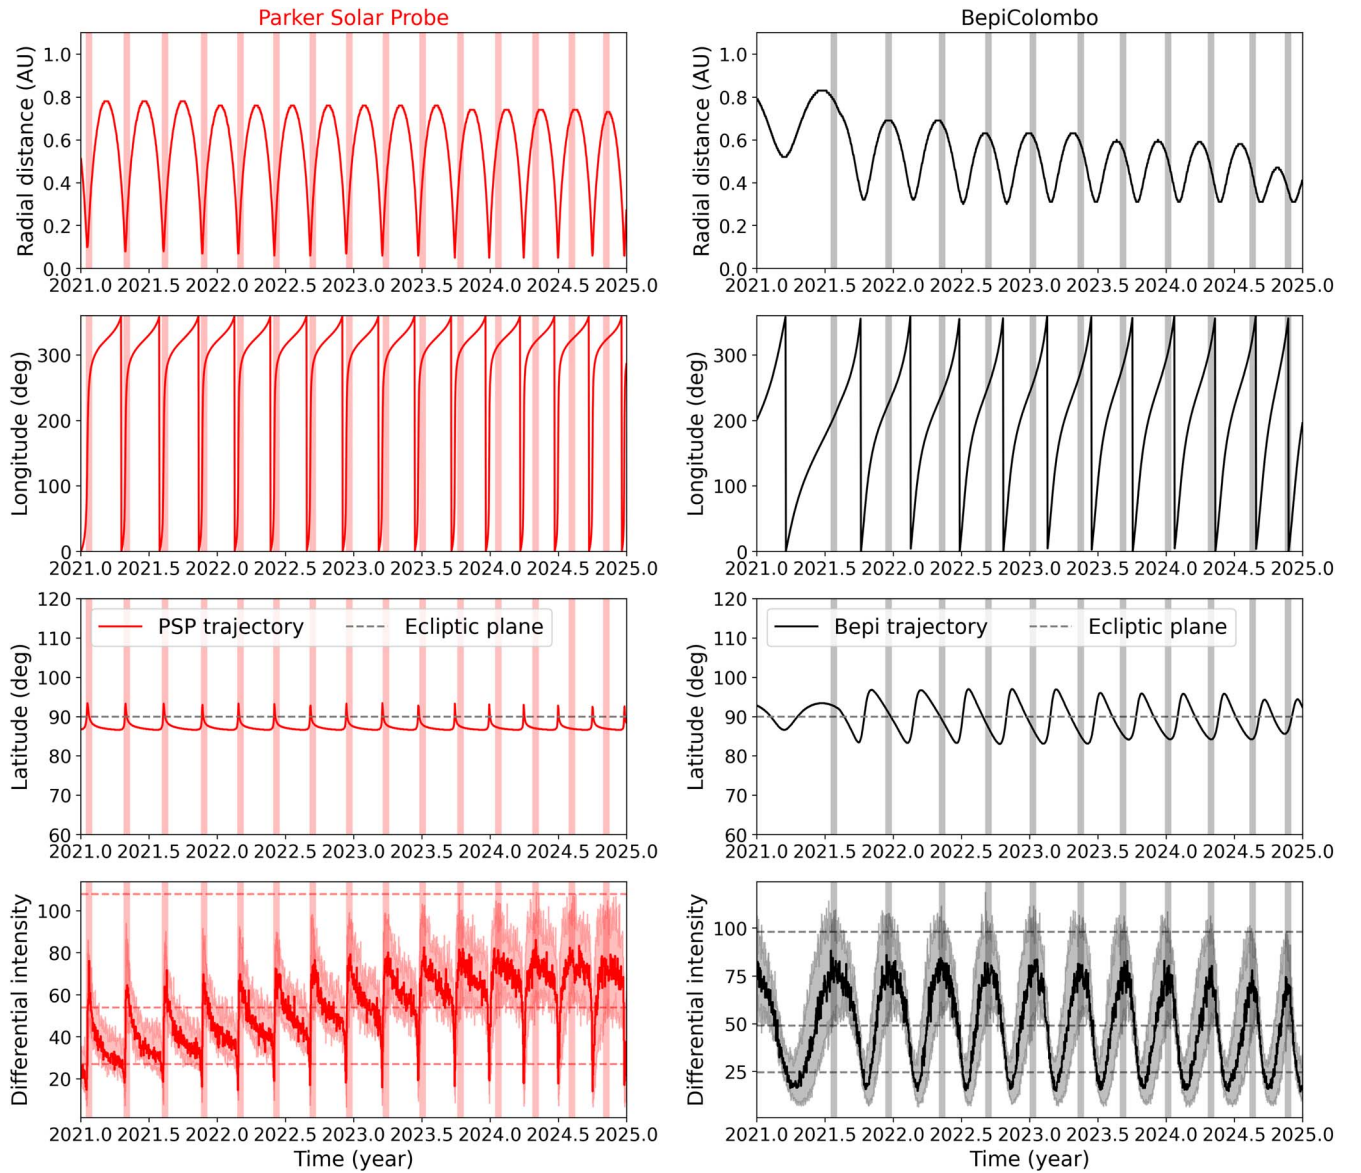 Parker Solar Probe
BepiColombo
Radial distance (AU)
1.0
0.8
0.6
0.4
0.2
0.0
2021.0 2021.5 2022.0 2022.5 2023.0 2023.5 2024.0 2024.5 2025.0
Radial distance (AU)
1.0
0.8
0.6
0.4
0.2
0.0
2021.0 2021.5 2022.0 2022.5 2023.0 2023.5 2024.0 2024.5 2025.0
Longitude (deg)
300
200
100
0
2021.0 2021.5 2022.0 2022.5 2023.0 2023.5 2024.0 2024.5 2025.0
Longitude (deg)
300
200
100
0
2021.0 2021.5 2022.0 2022.5 2023.0 2023.5 2024.0 2024.5 2025.0
Latitude (deg)
120
110
100
90
80
70
60
PSP trajectory
Ecliptic plane
2021.0 2021.5 2022.0 2022.5 2023.0 2023.5 2024.0 2024.5 2025.0
Latitude (deg)
120
110
100
90
80
70
60
Bepi trajectory
Ecliptic plane
2021.0 2021.5 2022.0 2022.5 2023.0 2023.5 2024.0 2024.5 2025.0
Differential intensity
100
80
60
40
20
2021.0 2021.5 2022.0 2022.5 2023.0 2023.5 2024.0 2024.5 2025.0
Time (year)
Differential intensity
100
75
50
25
2021.0 2021.5 2022.0 2022.5 2023.0 2023.5 2024.0 2024.5 2025.0
Time (year)